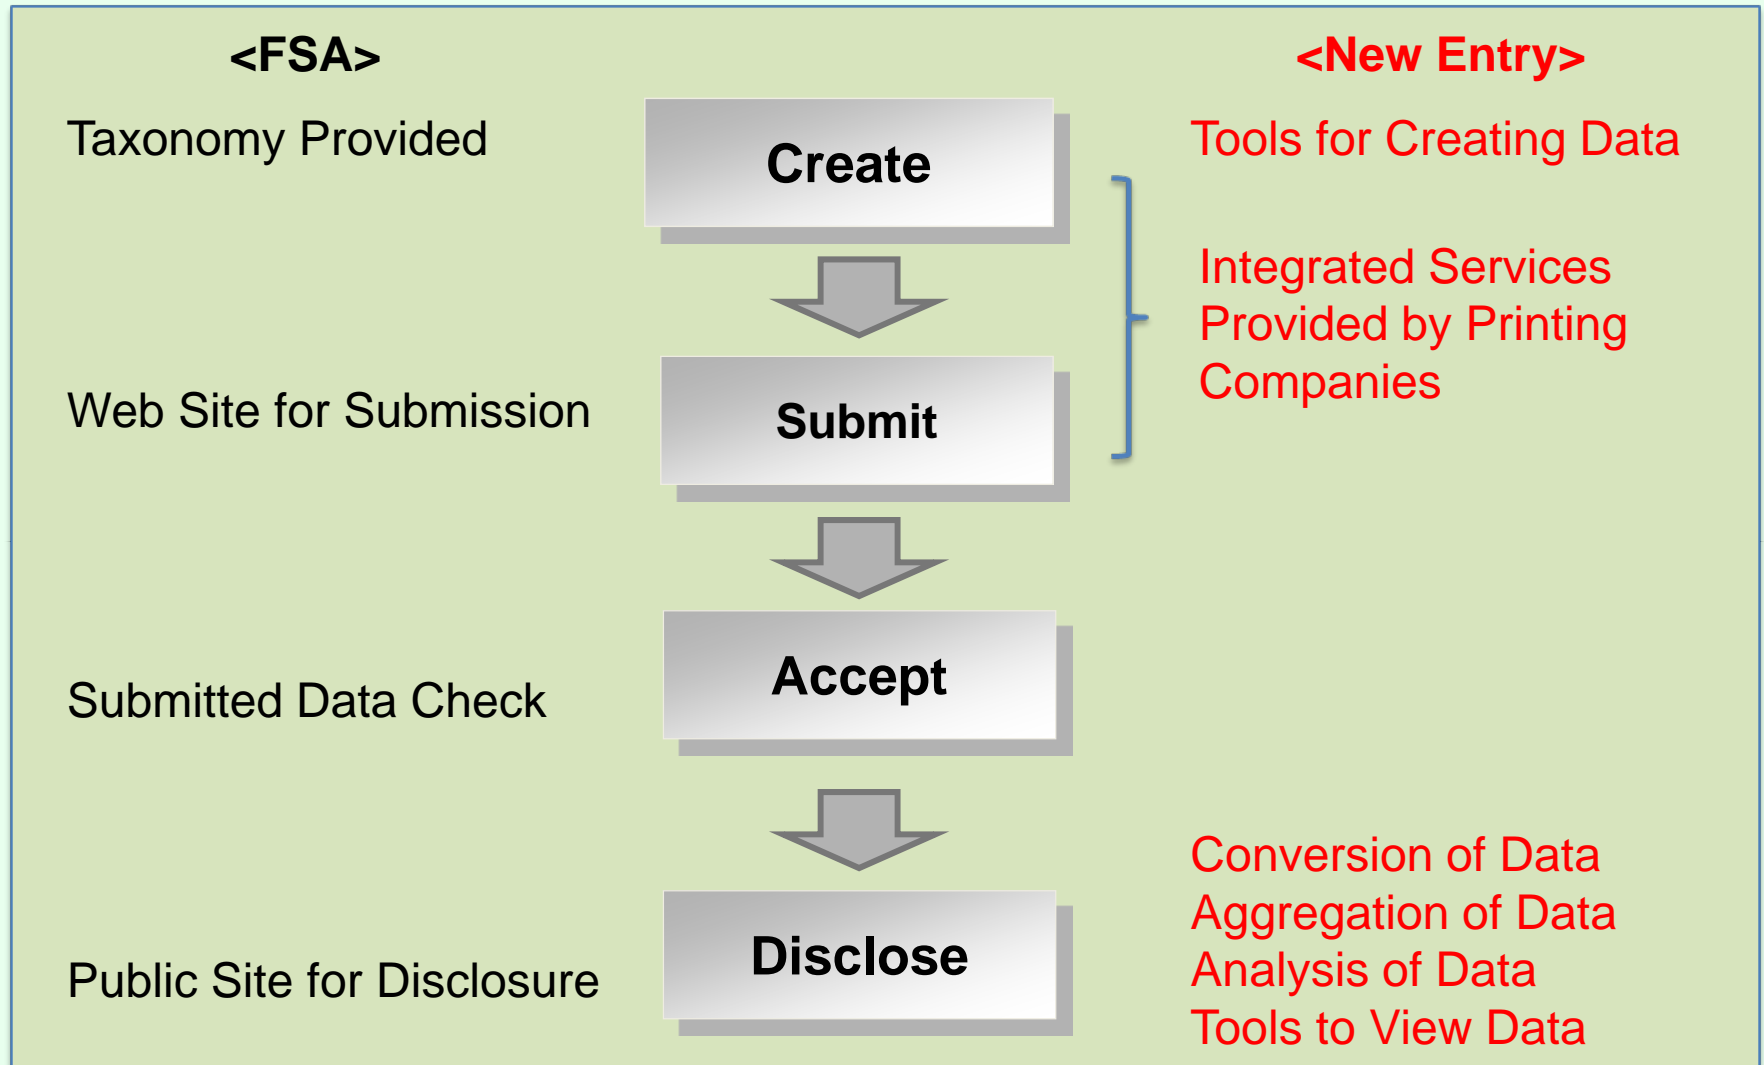 <FSA>
<New Entry>
Taxonomy Provided
Create
Tools for Creating Data
Integrated Services
Provided by Printing
Companies
Web Site for Submission
Submit
Submitted Data Check
Accept
Public Site for Disclosure
Disclose
Conversion of Data
Aggregation of Data
Analysis of Data
Tools to View Data